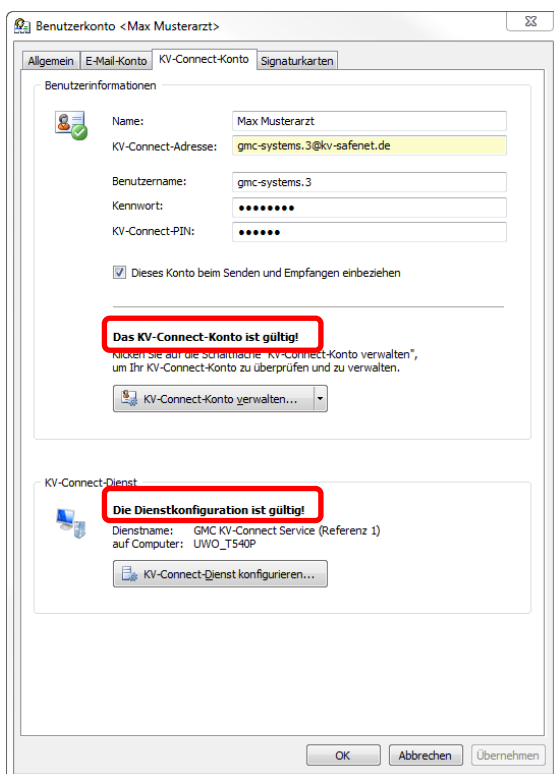 Benutzerkonto <Max Musterarzt>
Allgemein E-Mail-Konto KV-Connect-Konto Signaturkarten
Benutzerinformationen
Name: Max Musterarzt
KV-Connect-Adresse: gmc-systems.3@kv-safenet.de
Benutzername: gmc-systems.3
Kennwort: ●●●●●●●●
KV-Connect-PIN: ●●●●●●
Dieses Konto beim Senden und Empfangen einbeziehen
Das KV-Connect-Konto ist gültig!
Klicken Sie auf die Schaltfläche "KV-Connect-Konto verwalten",
um Ihr KV-Connect-Konto zu überprüfen und zu verwalten.
KV-Connect-Konto verwalten...
KV-Connect-Dienst
Die Dienstkonfiguration ist gültig!
Dienstname: GMC KV-Connect Service (Referenz 1)
auf Computer: UWO_T540P
KV-Connect-Dienst konfigurieren...
OK Abbrechen Übernehmen